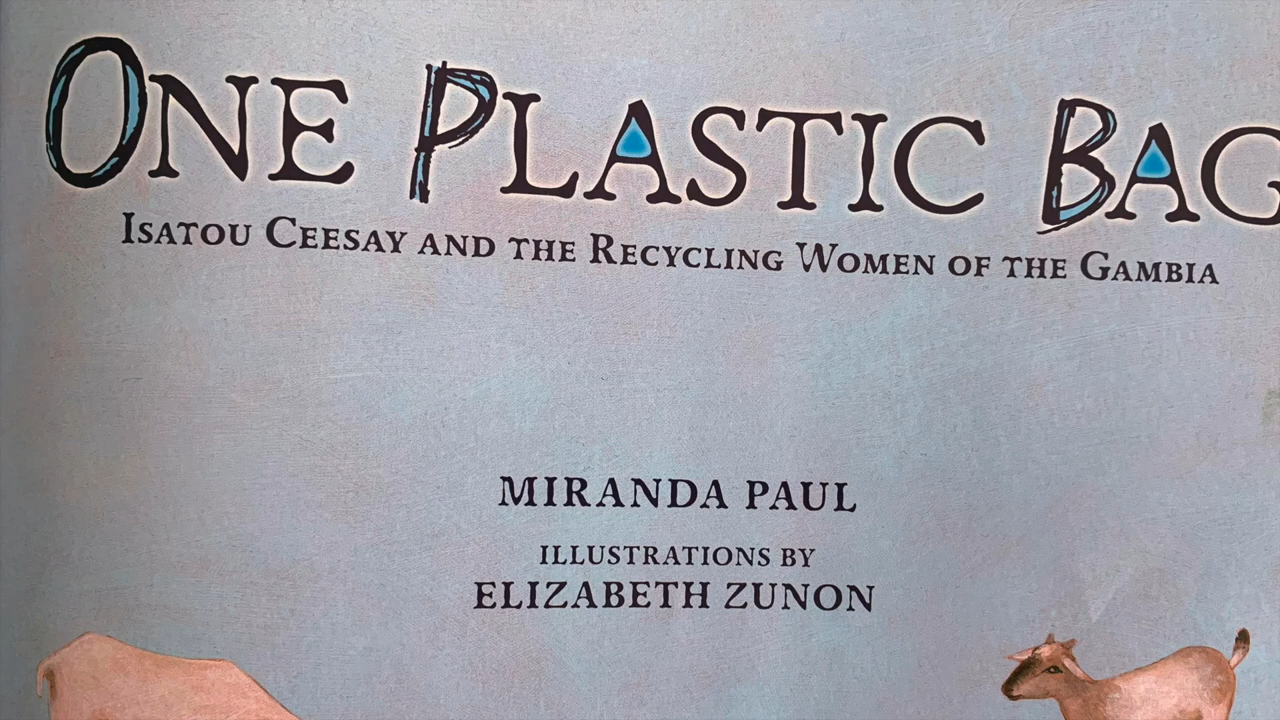 ONE PLASTIC BAG
ISATOU CEESAY AND THE RECYCLING WOMEN OF THE GAMBIA
MIRANDA PAUL
ILLUSTRATIONS BY
ELIZABETH ZUNON